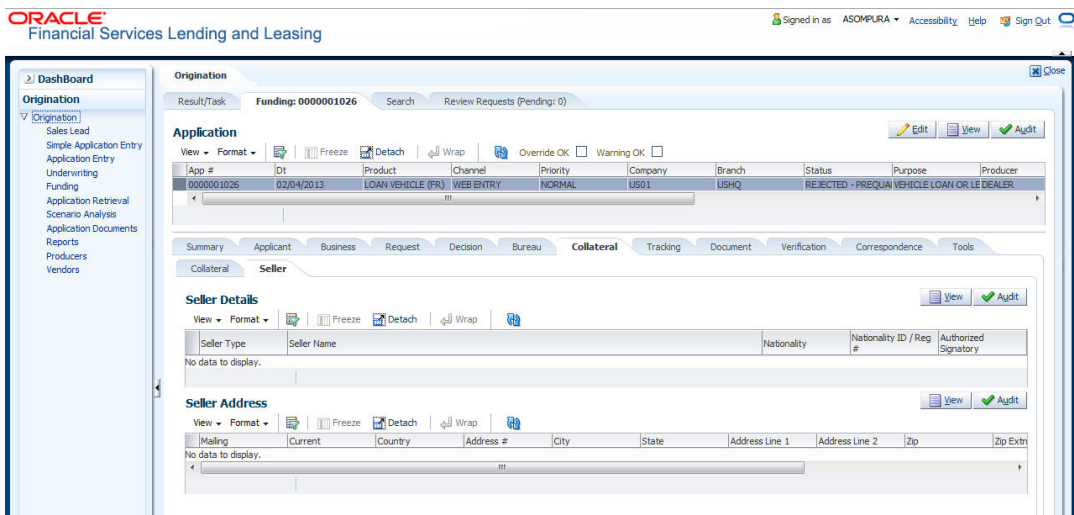 ORACLE
Financial Services Lending and Leasing
Signed in as ASOMPURA Accessibility Help Sign Out
Close
DashBoard
Origination
Origination
Sales Lead
Simple Application Entry
Application Entry
Underwriting
Funding
Application Retrieval
Scenario Analysis
Application Documents
Reports
Producers
Vendors
Origination
Result/Task Funding: 0000001026 Search Review Requests (Pending: 0)
Application Edit View Audit
View Format Freeze Detach Wrap Override OK Warning OK
App # Dt Product Channel Priority Company Branch Status Purpose Producer
0000001026 02/04/2013 LOAN VEHICLE (FR) WEB ENTRY NORMAL US01 USHQ REJECTED - PREQUAI VEHICLE LOAN OR LE DEALER
Summary Applicant Business Request Decision Bureau Collateral Tracking Document Verification Correspondence Tools
Collateral Seller
Seller Details View Audit
View Format Freeze Detach Wrap
Seller Type Seller Name Nationality Nationality ID / Reg # Authorized Signatory
No data to display.
Seller Address View Audit
View Format Freeze Detach Wrap
Mailing Current Country Address # City State Address Line 1 Address Line 2 Zip Zip Extn
No data to display.